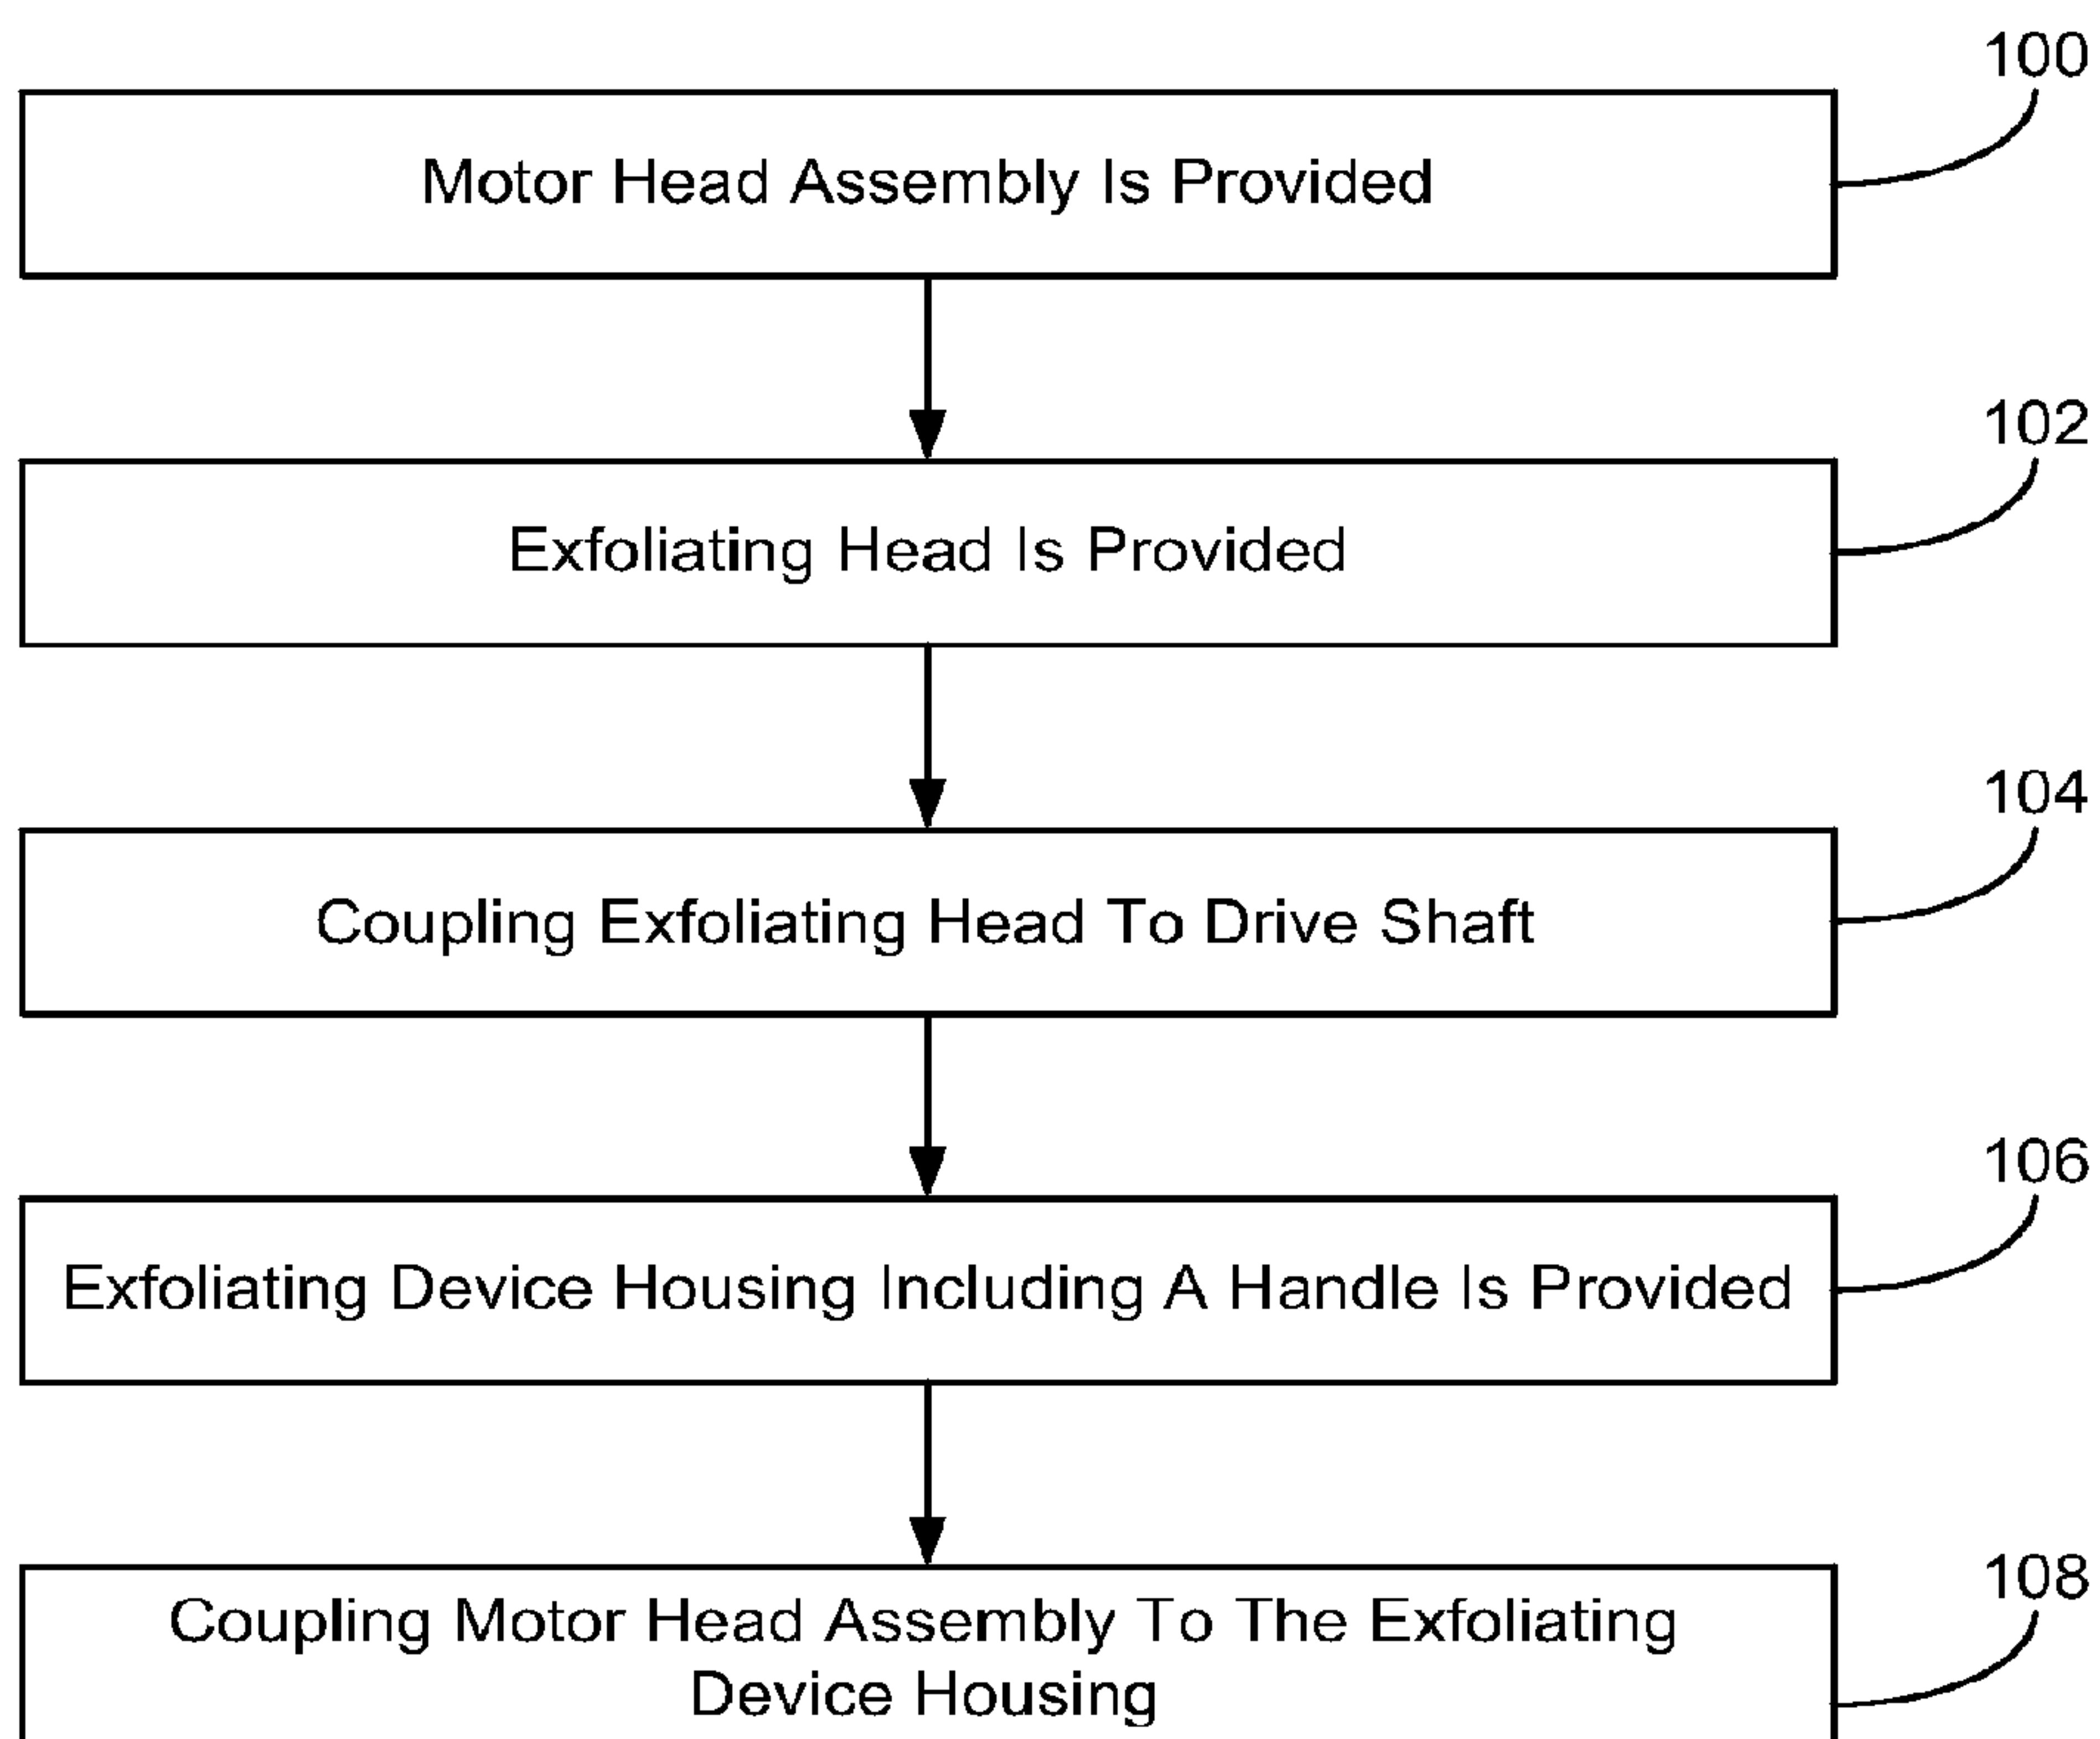 100
Motor Head Assembly Is Provided
102
Exfoliating Head Is Provided
104
Coupling Exfoliating Head To Drive Shaft
106
Exfoliating Device Housing Including A Handle Is Provided
108
Coupling Motor Head Assembly To The Exfoliating
Device Housing